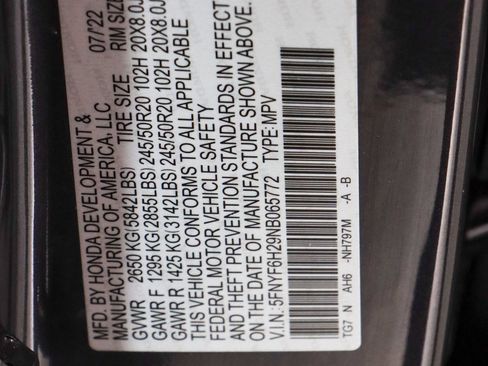 MFD. BY HONDA DEVELOPMENT & 07/'22
MANUFACTURING OF AMERICA, LLC
TIRE SIZE RIM SIZE
GVWR 2650 KG(5842LBS)
GAWR F 1295 KG(2855LBS) 245/50R20 102H 20X8.0J
GAWR R 1425 KG(3142LBS) 245/50R20 102H 20X8.0J
THIS VEHICLE CONFORMS TO ALL APPLICABLE
FEDERAL MOTOR VEHICLE SAFETY
AND THEFT PREVENTION STANDARDS IN EFFECT
ON THE DATE OF MANUFACTURE SHOWN ABOVE.
V.I.N.: 5FNYF6H29NB065772 TYPE: MPV
TG7 N AH6 -NH797M -A -B